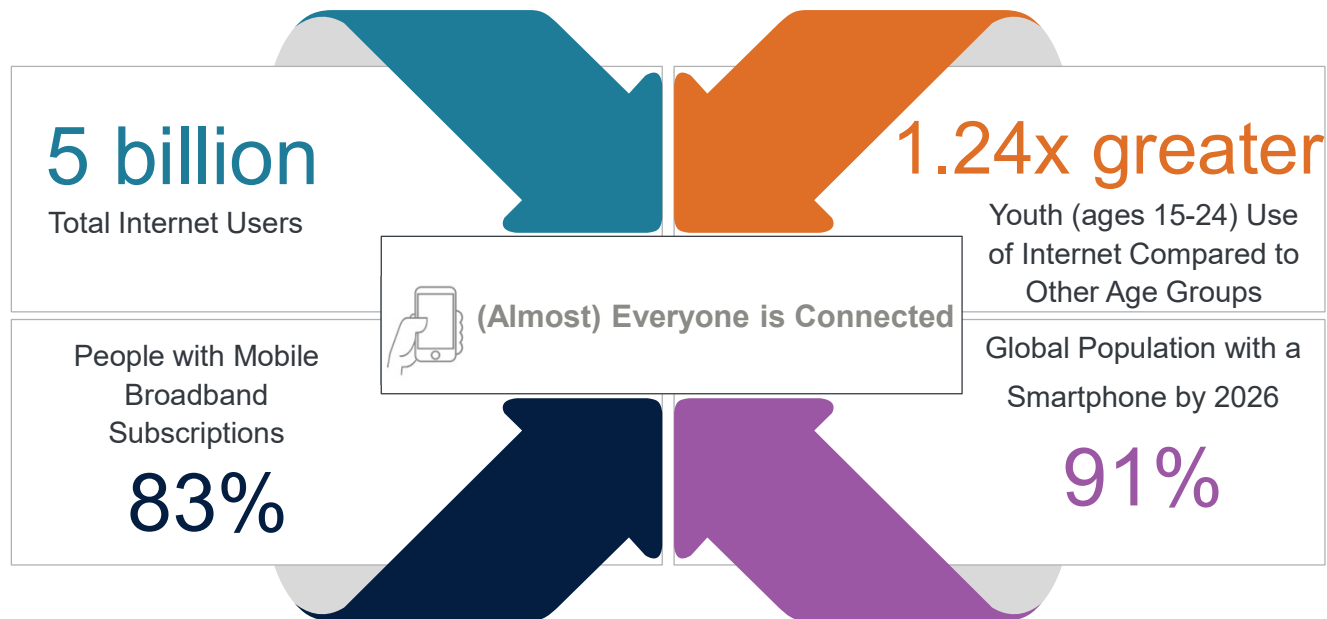 5 billion
Total Internet Users
1.24x greater
Youth (ages 15-24) Use
of Internet Compared to
Other Age Groups
(Almost) Everyone is Connected
People with Mobile
Broadband
Subscriptions
83%
Global Population with a
Smartphone by 2026
91%